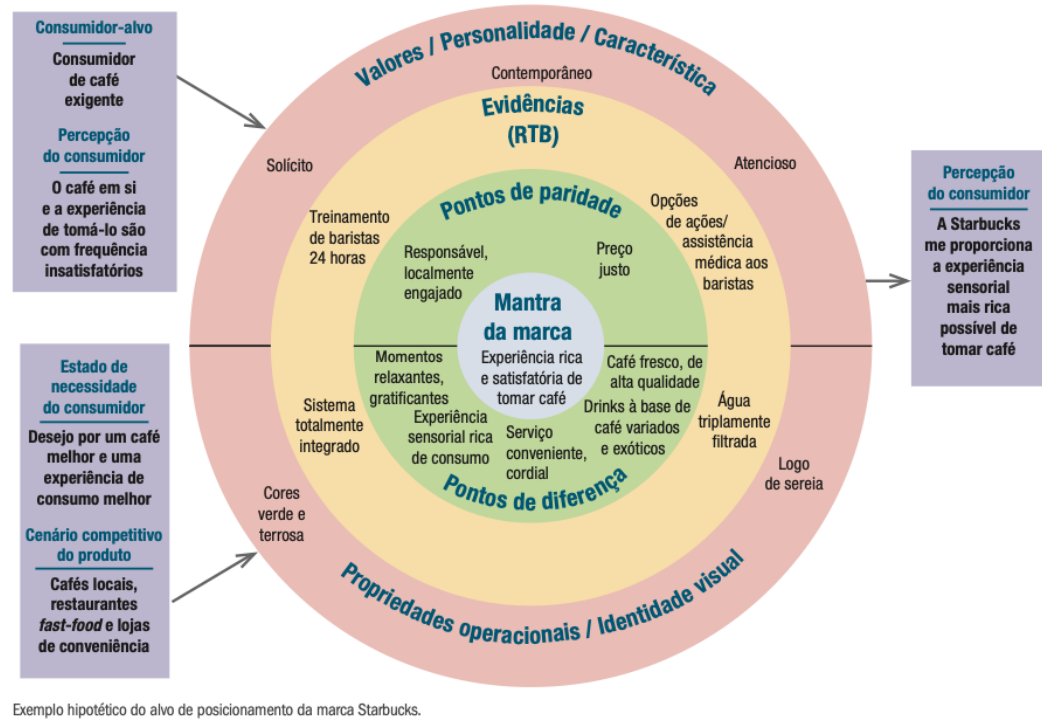 Consumidor-alvo
Consumidor
de café
exigente
Percepção
do consumidor
O café em si
e a experiência
de tomá-lo são
com frequência
insatisfatórios
Estado de
necessidade
do consumidor
Desejo por um café
melhor e uma
experiência de
consumo melhor
Cenário competitivo
do produto
Cafés locais,
restaurantes
fast-food e lojas
de conveniência
Valores / Personalidade / Característica
Contemporâneo
Solícito
Atencioso
Evidências
(RTB)
Treinamento
de baristas
24 horas
Opções
de ações/
assistência
médica aos
baristas
Pontos de paridade
Responsável,
localmente
engajado
Preço
justo
Mantra
da marca
Experiência rica
e satisfatória de
tomar café
Momentos
relaxantes,
gratificantes
Experiência
sensorial rica
de consumo
Serviço
conveniente,
cordial
Café fresco, de
alta qualidade
Drinks à base de
café variados
e exóticos
Pontos de diferença
Sistema
totalmente
integrado
Água
triplamente
filtrada
Cores
verde e
terrosa
Logo
de sereia
Propriedades operacionais / Identidade visual
Percepção
do consumidor
A Starbucks
me proporciona
a experiência
sensorial
mais rica
possível de
tomar café
Exemplo hipotético do alvo de posicionamento da marca Starbucks.